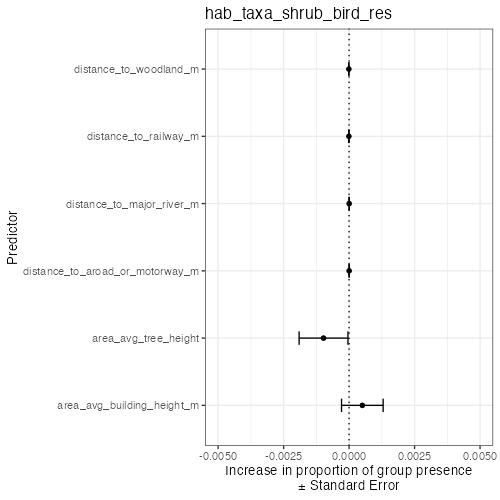 hab_taxa_shrub_bird_res
Predictor
distance_to_woodland_m
distance_to_railway_m
distance_to_major_river_m
distance_to_aroad_or_motorway_m
area_avg_tree_height
area_avg_building_height_m
-0.0050 -0.0025 0.0000 0.0025 0.0050
Increase in proportion of group presence
± Standard Error